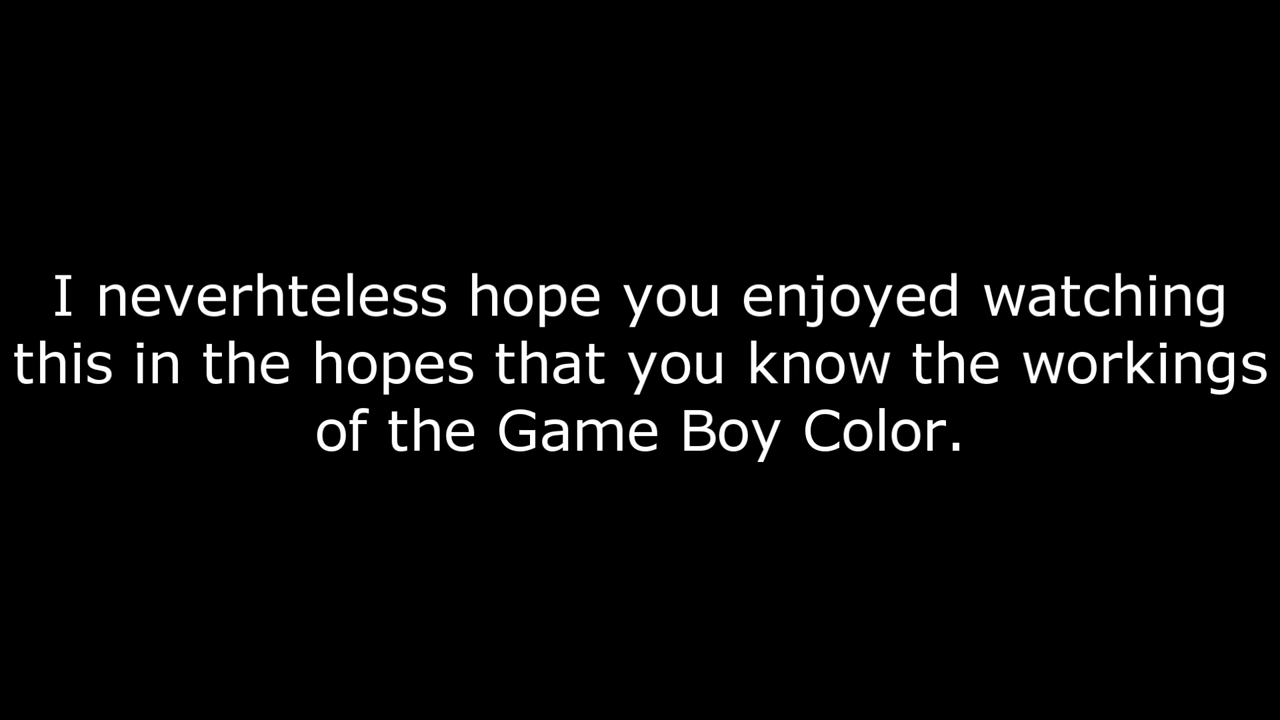 I neverhteless hope you enjoyed watching
this in the hopes that you know the workings
of the Game Boy Color.